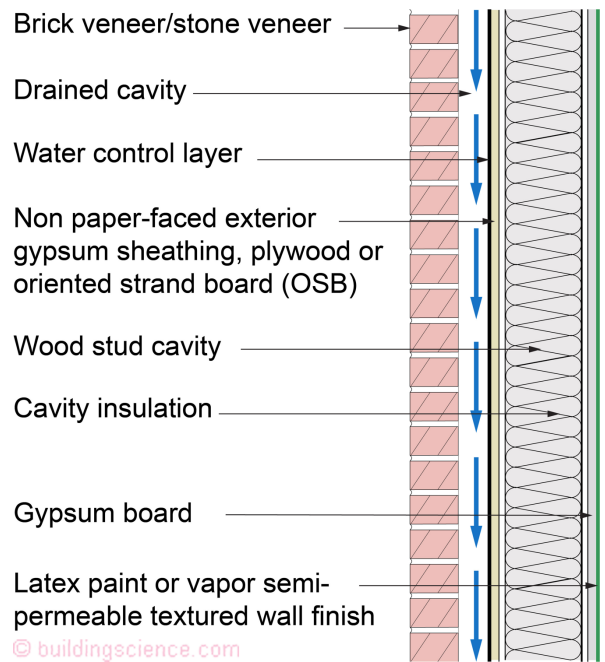 Brick veneer/stone veneer
Drained cavity
Water control layer
Non paper-faced exterior
gypsum sheathing, plywood or
oriented strand board (OSB)
Wood stud cavity
Cavity insulation
Gypsum board
Latex paint or vapor semi-
permeable textured wall finish
© buildingscience.com